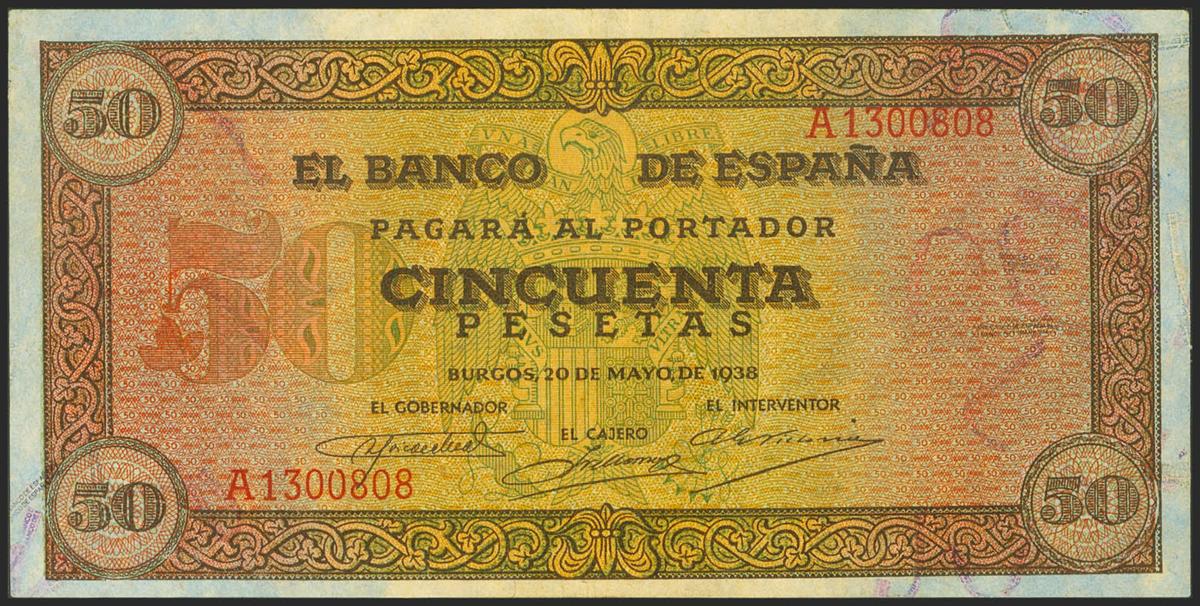 50
50
A1300808
UNA
LIBRE
EL BANCO DE ESPAÑA
PAGARÁ AL PORTADOR
50
CINCUENTA
PESETAS
BURGOS, 20 DE MAYO, DE 1938
EL GOBERNADOR
EL INTERVENTOR
EL CAJERO
A1300808
50
50